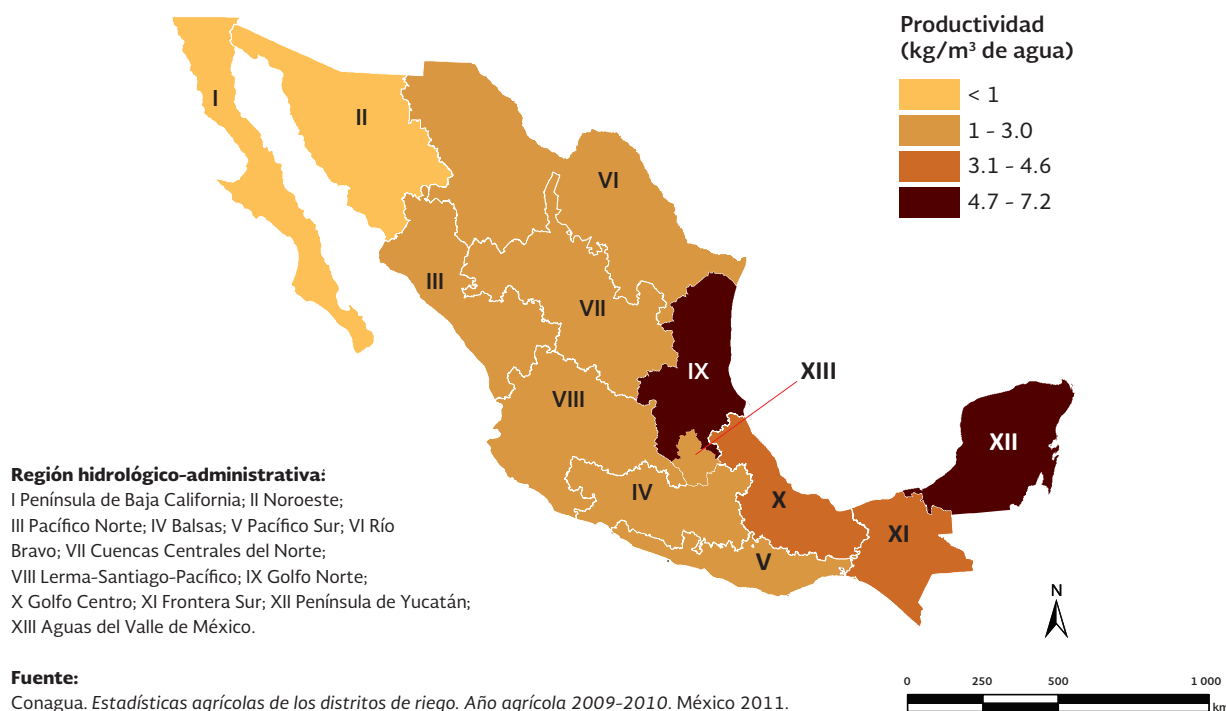 Productividad
(kg/m³ de agua)
< 1
1 - 3.0
3.1 - 4.6
4.7 - 7.2
I
II
VI
III
VII
IX
XIII
VIII
XII
IV
X
XI
V
Región hidrológico-administrativa:
I Península de Baja California; II Noroeste;
III Pacífico Norte; IV Balsas; V Pacífico Sur; VI Río
Bravo; VII Cuencas Centrales del Norte;
VIII Lerma-Santiago-Pacífico; IX Golfo Norte;
X Golfo Centro; XI Frontera Sur; XII Península de Yucatán;
XIII Aguas del Valle de México.
N
Fuente:
Conagua. Estadísticas agrícolas de los distritos de riego. Año agrícola 2009-2010. México 2011.
0 250 500 1 000
km